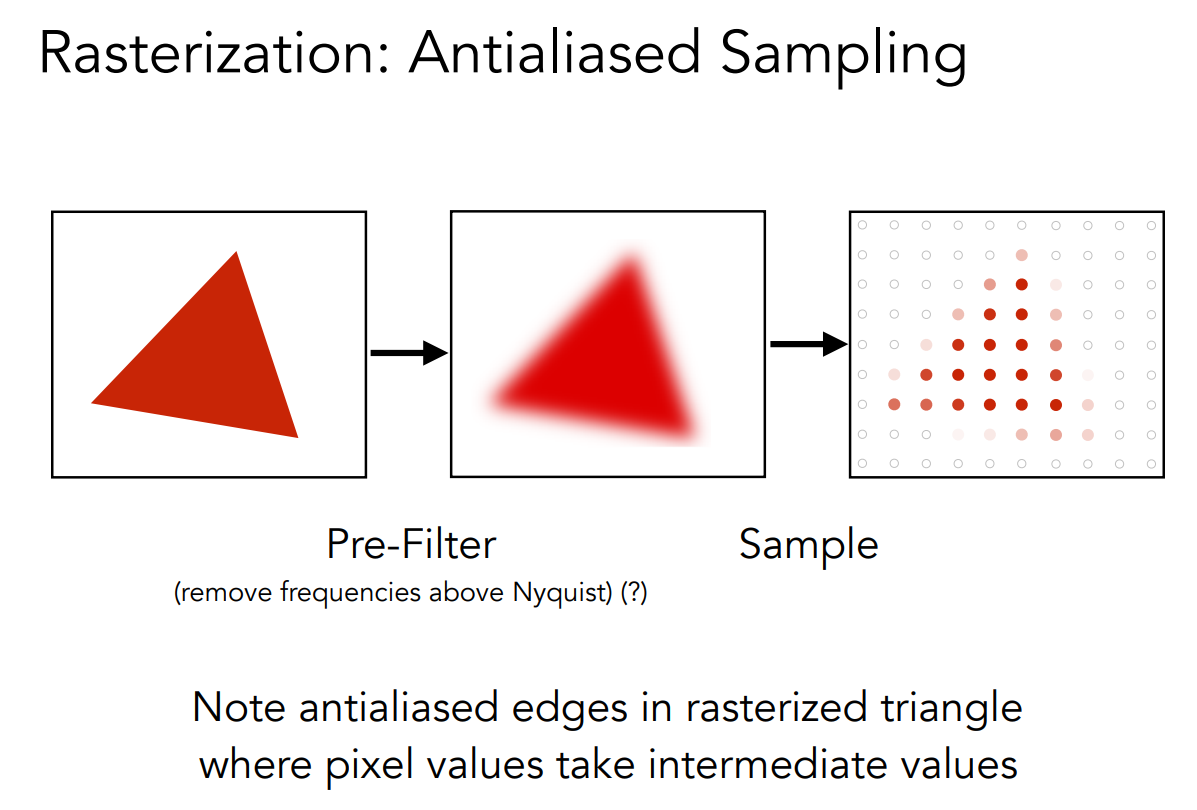 Rasterization: Antialiased Sampling
Pre-Filter
Sample
(remove frequencies above Nyquist) (?)
Note antialiased edges in rasterized triangle
where pixel values take intermediate values